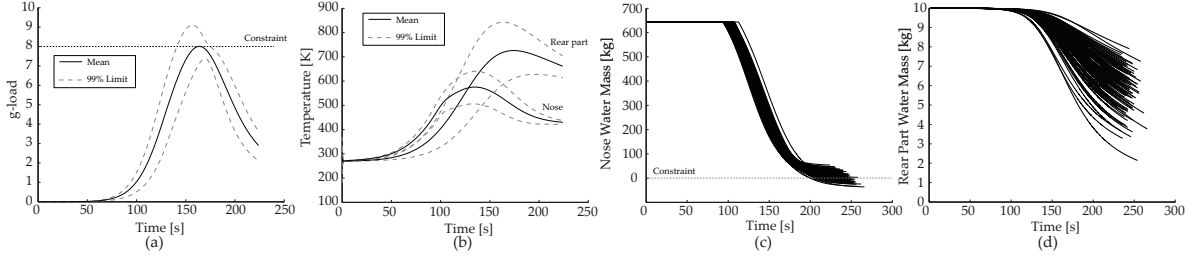 10
9
8
7
6
5
4
3
2
1
0
g-load
Constraint
Mean
99% Limit
0 50 100 150 200 250
Time [s]
(a)
1000
900
800
700
600
500
400
300
200
100
Temperature [K]
Mean
99% Limit
Rear part
Nose
0 50 100 150 200 250
Time [s]
(b)
700
600
500
400
300
200
100
0
-100
Nose Water Mass [kg]
Constraint
0 50 100 150 200 250 300
Time [s]
(c)
10
9
8
7
6
5
4
3
2
1
0
Rear Part Water Mass [kg]
0 50 100 150 200 250 300
Time [s]
(d)